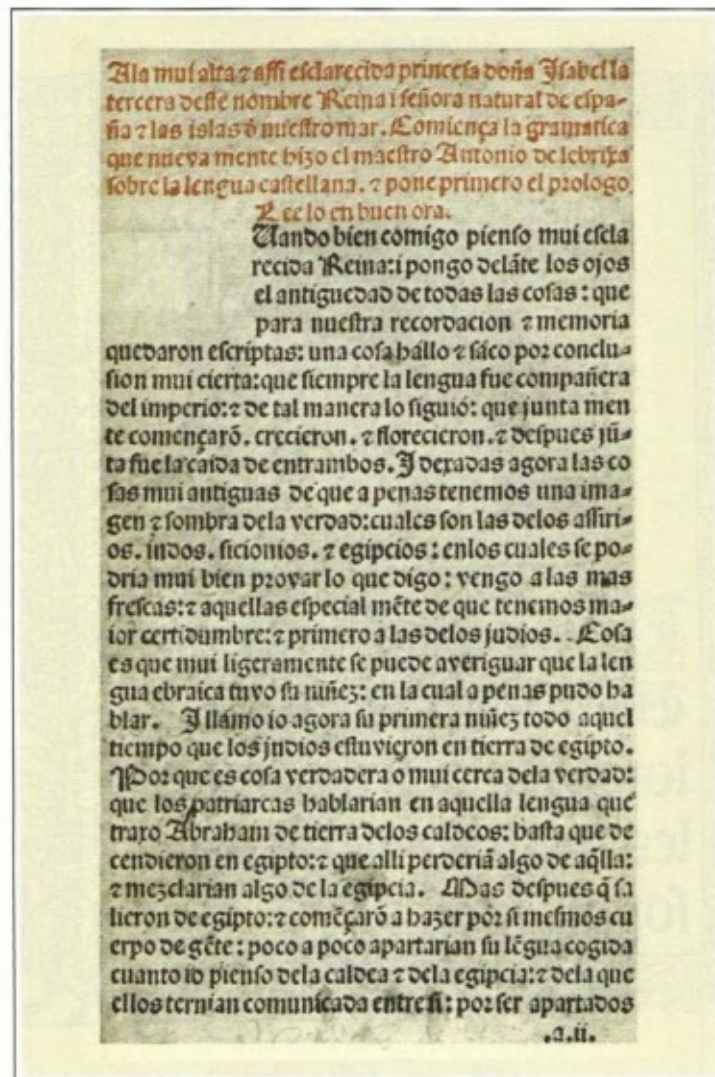 Ala mui alta ⁊ assi esclarecida princesa doña Isabella
tercera deste nombre Reina i señora natural de espa-
ña ⁊ las islas d̄ nuestro mar. Comiença la gramatica
que nueva mente hizo el maestro Antonio de lebrixa
sobre la lengua castellana. ⁊ pone primero el prologo
Lee lo en buen ora.
Uando bien comigo pienso mui escla
recida Reina: i pongo delāte los ojos
el antiguedad de todas las cosas: que
para nuestra recordacion ⁊ memoria
quedaron escriptas: una cosa hallo ⁊ saco por conclu-
sion mui cierta: que siempre la lengua fue compañera
del imperio: ⁊ de tal manera lo siguió: que junta men
te començarō. crecieron. ⁊ florecieron. ⁊ despues jū-
ta fue la caida de entrambos. I dexadas agora las co
sas mui antiguas de que a penas tenemos una ima-
gen ⁊ sombra dela verdad: cuales son las delos assiri-
os. indos. sicionios. ⁊ egipcios: enlos cuales se po-
dria mui bien provar lo que digo: vengo a las mas
frescas: ⁊ aquellas especial mēte de que tenemos ma-
ior certidumbre: ⁊ primero a las delos judios. Cosa
es que mui ligeramente se puede averiguar que la len
gua ebraica tuvo su niñez: en la cual a penas pudo ha
blar. I llamo io agora su primera niñez todo aquel
tiempo que los judios estuvieron en tierra de egipto.
Por que es cosa verdadera o mui cerca dela verdad:
que los patriarcas hablarian en aquella lengua que
traxo Abraham de tierra delos caldeos: hasta que de
cendieron en egipto: ⁊ que alli perderiā algo de aq̄lla:
⁊ mezclarian algo de la egipcia. Mas despues q̄ sa
lieron de egipto: ⁊ comēçarō a hazer por si mesmos cu
erpo de gēte: poco a poco apartarian su lēgua cogida
cuanto io pienso dela caldea ⁊ dela egipcia: ⁊ dela que
ellos ternian comunicada entre si: por ser apartados
.a.ii.